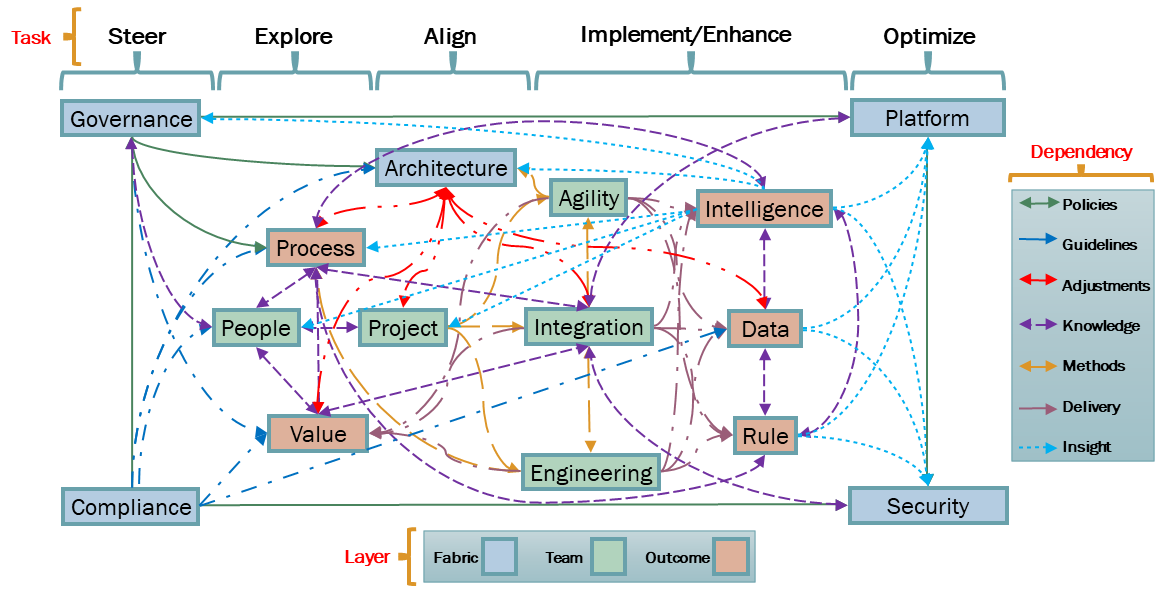 Task
Steer
Explore
Align
Implement/Enhance
Optimize
Governance
Platform
Dependency
Architecture
Agility
Intelligence
Policies
Process
Guidelines
Adjustments
People
Project
Integration
Data
Knowledge
Methods
Value
Rule
Delivery
Engineering
Insight
Compliance
Security
Layer
Fabric
Team
Outcome